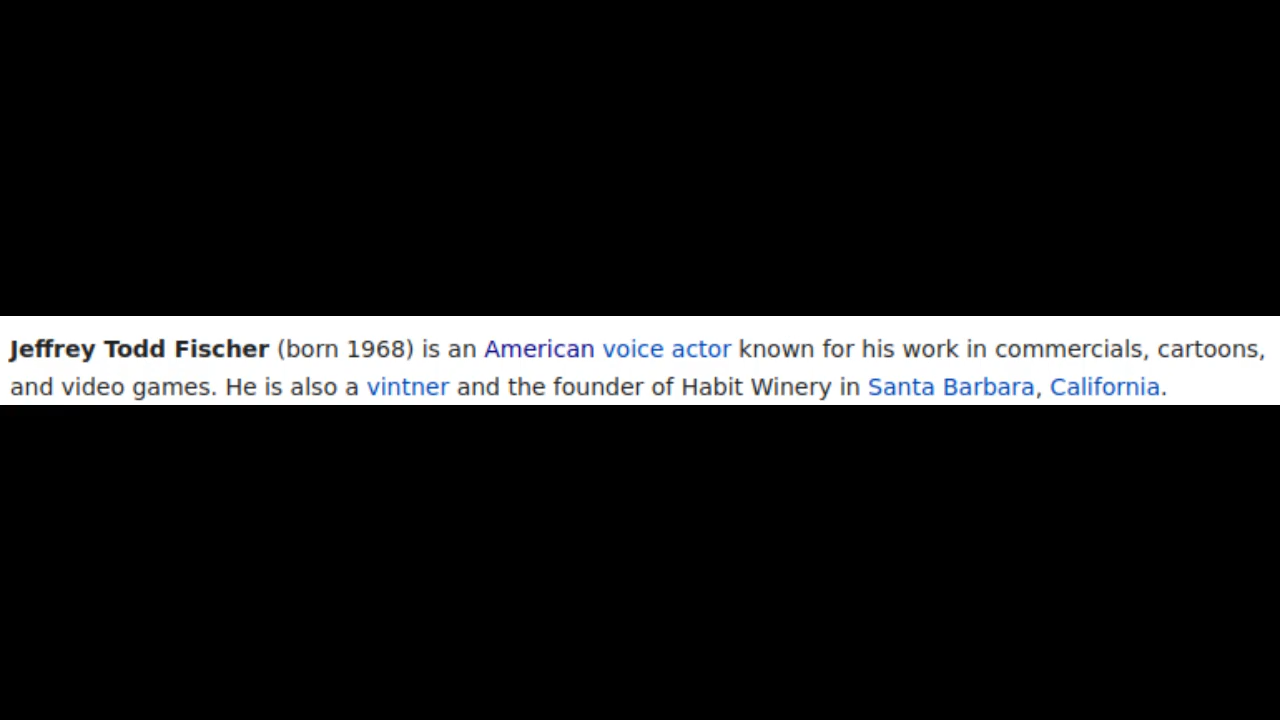 Jeffrey Todd Fischer (born 1968) is an American voice actor known for his work in commercials, cartoons,
and video games. He is also a vintner and the founder of Habit Winery in Santa Barbara, California.